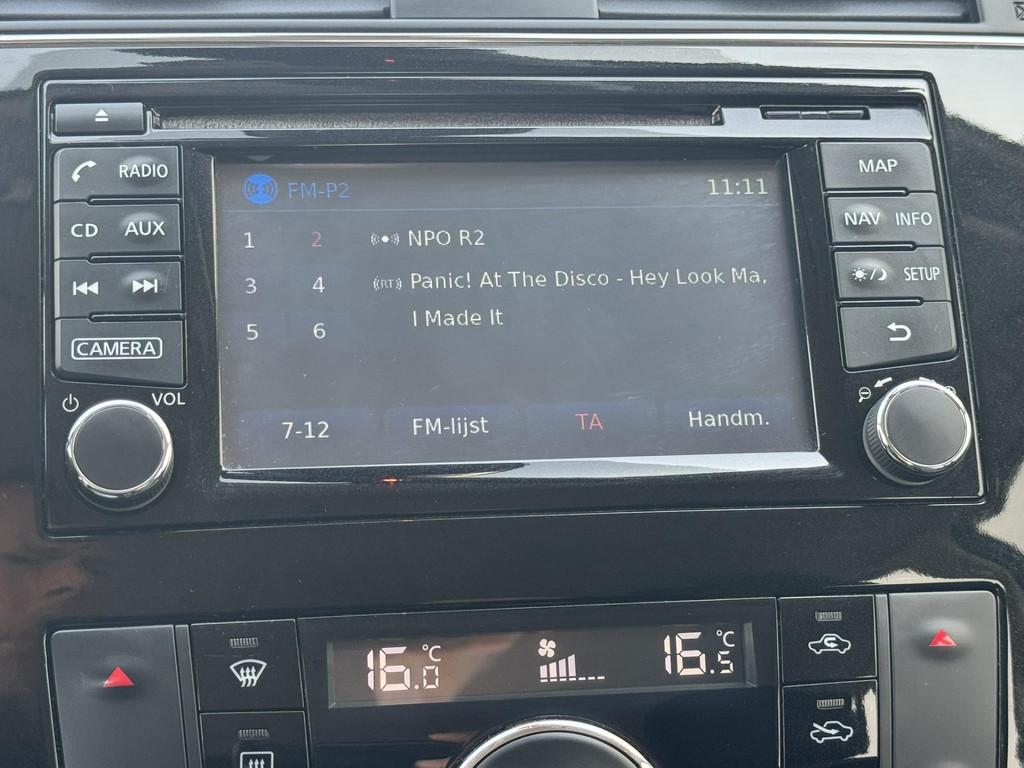 RADIO
CD AUX
CAMERA
VOL
FM-P2 11:11
1 2 NPO R2
3 4 (RT) Panic! At The Disco - Hey Look Ma,
I Made It
5 6
7-12 FM-lijst TA Handm.
MAP
NAV INFO
SETUP
16.0 °C 16.5 °C